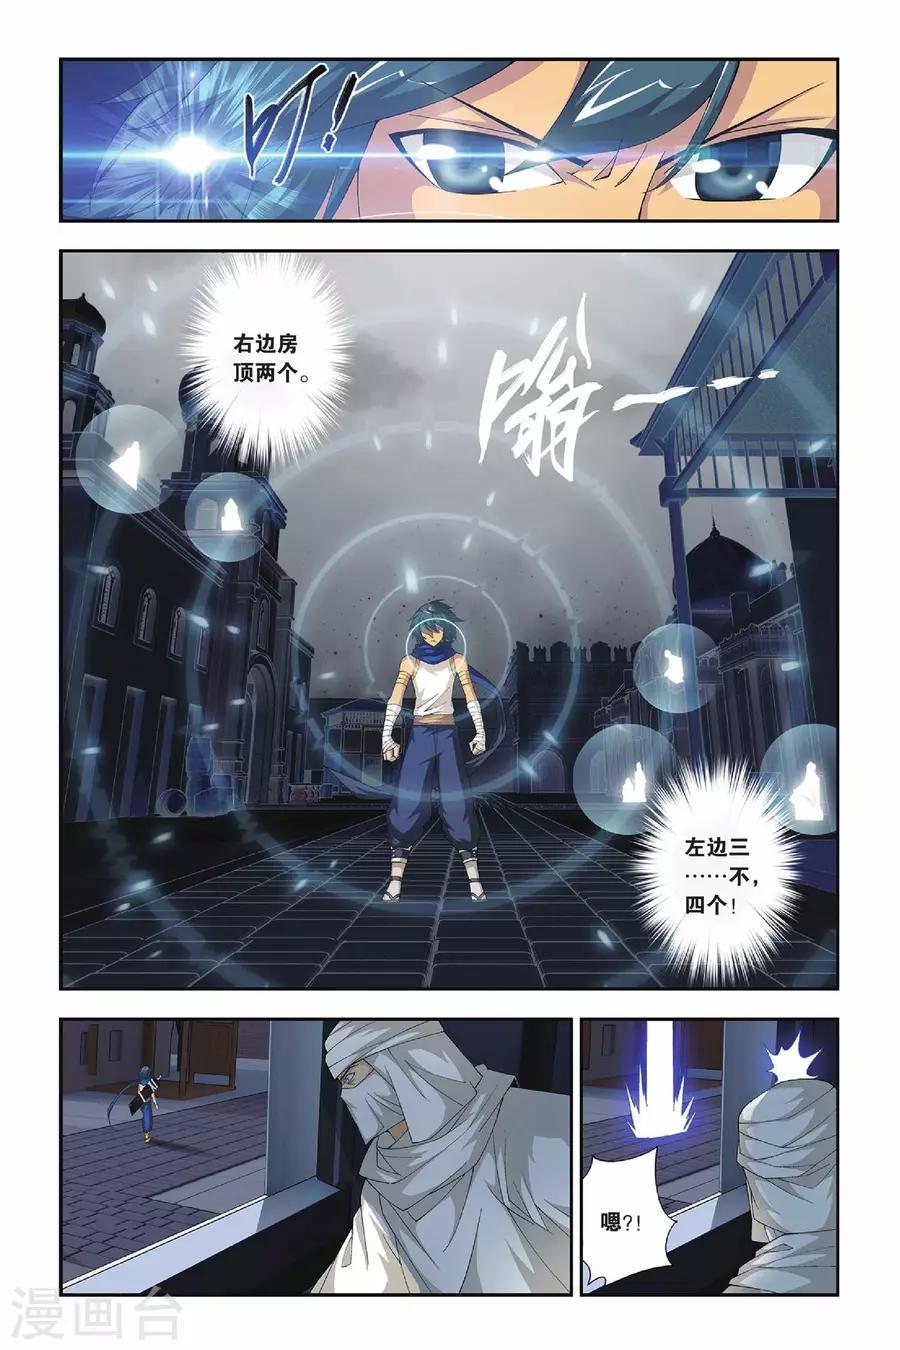 叮！
右边房
顶两个。
嗡———
左边三
……不，
四个！
嗯？！
漫画台